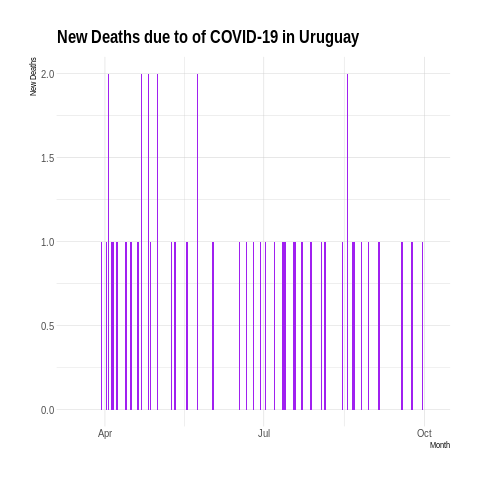 New Deaths due to of COVID-19 in Uruguay
New Deaths
2.0
1.5
1.0
0.5
0.0
Apr
Jul
Oct
Month